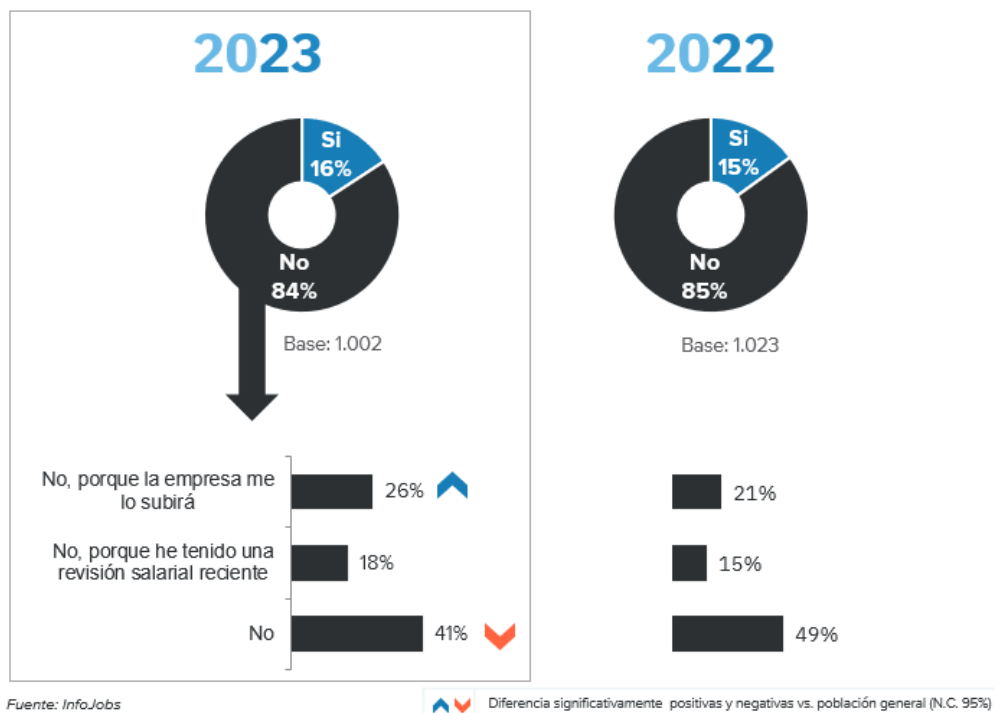 2023
Si
16%
No
84%
Base: 1.002
No, porque la empresa me
lo subirá
26%
No, porque he tenido una
revisión salarial reciente
18%
No
41%
2022
Si
15%
No
85%
Base: 1.023
21%
15%
49%
Fuente: InfoJobs
Diferencia significativamente positivas y negativas vs. población general (N.C. 95%)